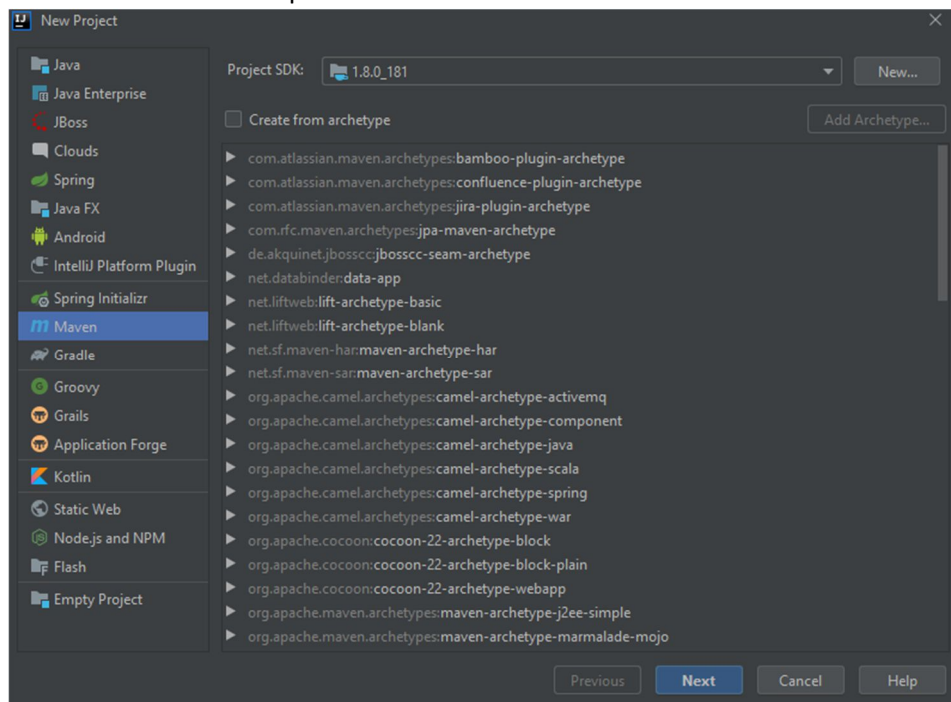 New Project
Java
Java Enterprise
JBoss
Clouds
Spring
Java FX
Android
IntelliJ Platform Plugin
Spring Initializr
Maven
Gradle
Groovy
Grails
Application Forge
Kotlin
Static Web
Node.js and NPM
Flash
Empty Project
Project SDK: 1.8.0_181 New...
Create from archetype Add Archetype...
com.atlassian.maven.archetypes:bamboo-plugin-archetype
com.atlassian.maven.archetypes:confluence-plugin-archetype
com.atlassian.maven.archetypes:jira-plugin-archetype
com.rfc.maven.archetypes:jpa-maven-archetype
de.akquinet.jbosscc:jbosscc-seam-archetype
net.databinder:data-app
net.liftweb:lift-archetype-basic
net.liftweb:lift-archetype-blank
net.sf.maven-har:maven-archetype-har
net.sf.maven-sar:maven-archetype-sar
org.apache.camel.archetypes:camel-archetype-activemq
org.apache.camel.archetypes:camel-archetype-component
org.apache.camel.archetypes:camel-archetype-java
org.apache.camel.archetypes:camel-archetype-scala
org.apache.camel.archetypes:camel-archetype-spring
org.apache.camel.archetypes:camel-archetype-war
org.apache.cocoon:cocoon-22-archetype-block
org.apache.cocoon:cocoon-22-archetype-block-plain
org.apache.cocoon:cocoon-22-archetype-webapp
org.apache.maven.archetypes:maven-archetype-j2ee-simple
org.apache.maven.archetypes:maven-archetype-marmalade-mojo
Previous Next Cancel Help